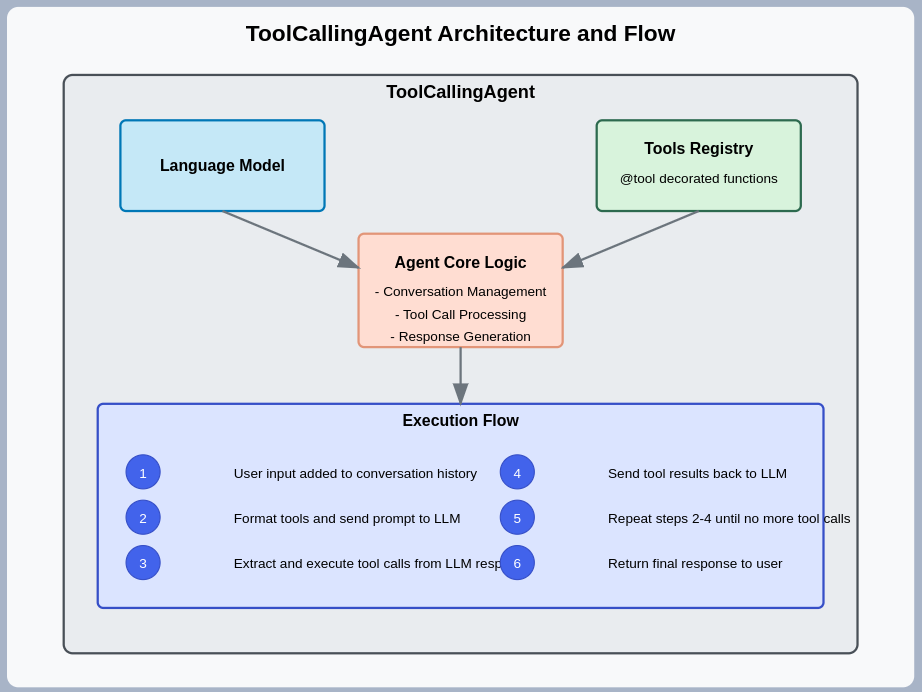 ToolCallingAgent Architecture and Flow
ToolCallingAgent
Language Model
Tools Registry
@tool decorated functions
Agent Core Logic
- Conversation Management
- Tool Call Processing
- Response Generation
Execution Flow
1 User input added to conversation history
2 Format tools and send prompt to LLM
3 Extract and execute tool calls from LLM
4 Send tool results back to LLM
5 Repeat steps 2-4 until no more tool calls
6 Return final response to user